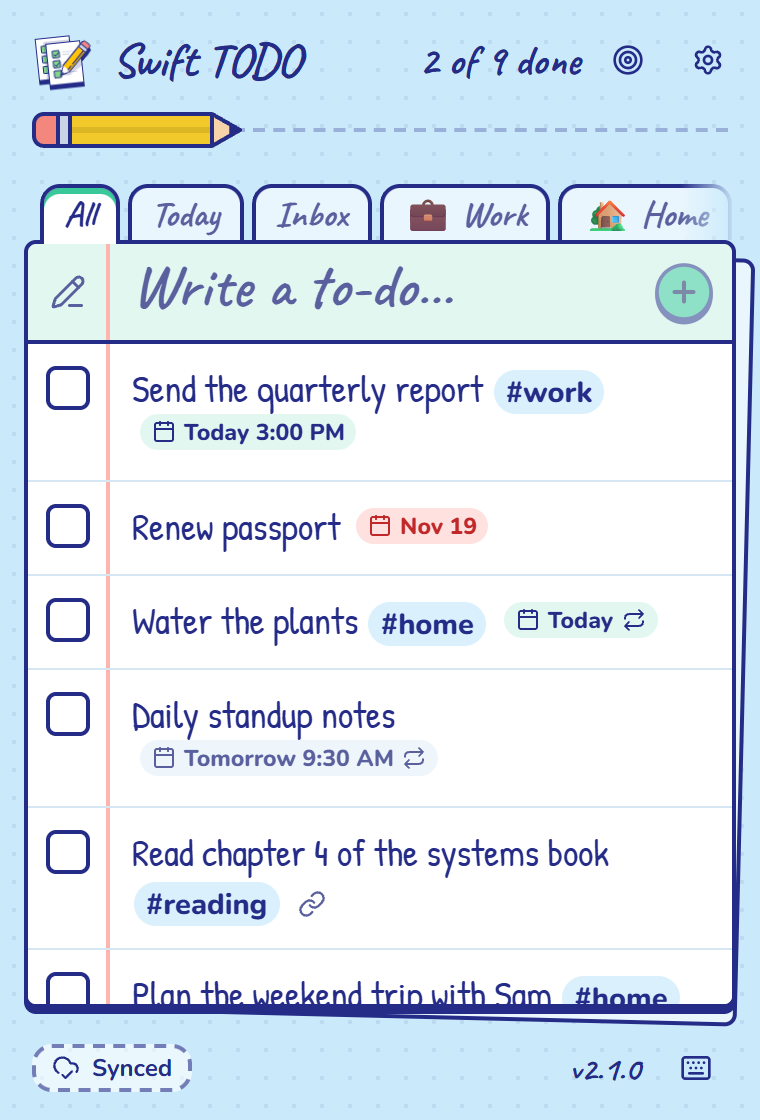 Swift TODO
2 of 9 done
All
Today
Inbox
Work
Home
Write a to-do...
Send the quarterly report #work
Today 3:00 PM
Renew passport Nov 19
Water the plants #home Today
Daily standup notes
Tomorrow 9:30 AM
Read chapter 4 of the systems book
#reading
Plan the weekend trip with Sam #home
Synced
v2.1.0